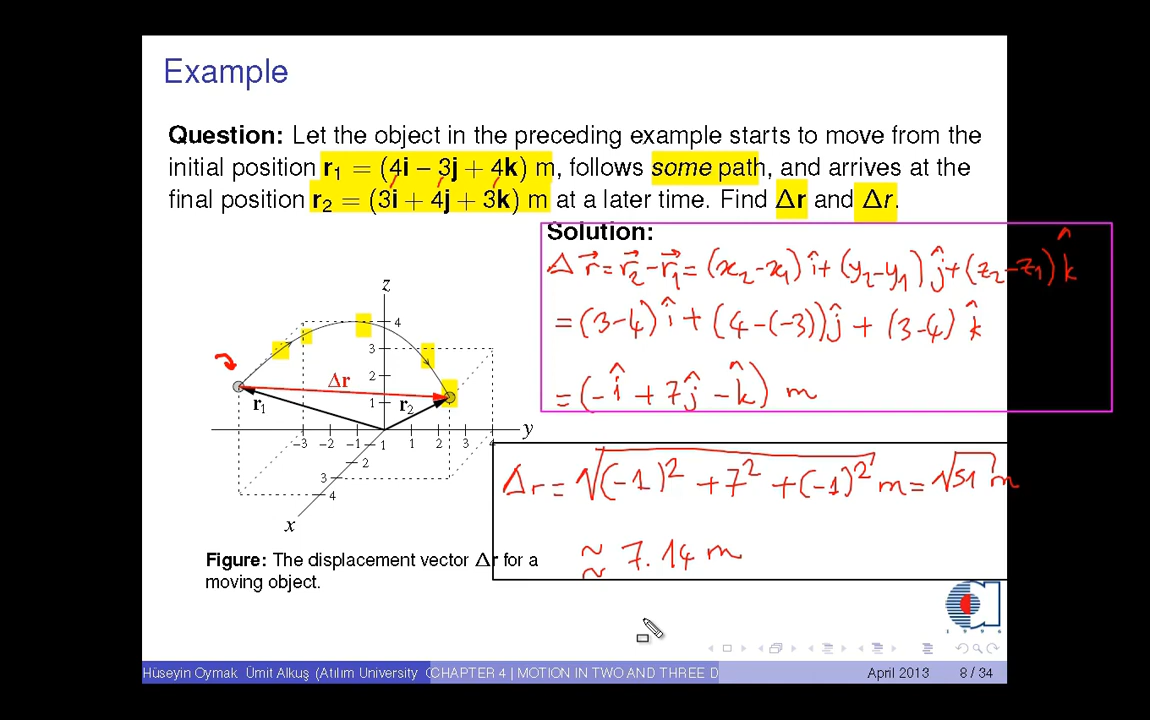 Example
Question: Let the object in the preceding example starts to move from the
initial position r₁ = (4i – 3j + 4k) m, follows some path, and arrives at the
final position r₂ = (3i + 4j + 3k) m at a later time. Find Δr and Δr.
Solution:
Δr⃗ = r⃗₂ - r⃗₁ = (x₂-x₁) î + (y₂-y₁) ĵ + (z₂-z₁) k̂
= (3-4) î + (4-(-3)) ĵ + (3-4) k̂
= (-î + 7ĵ - k̂) m
z
4
3
2
1
Δr
r₁
r₂
y
-3 -2 -1 1 1 2 3 4
2
3
4
x
Δr = √((-1)² + 7² + (-1)²) m = √51 m
≈ 7.14 m
Figure: The displacement vector Δr for a
moving object.
1 9 9 6
Hüseyin Oymak Ümit Alkuş (Atılım University CHAPTER 4 | MOTION IN TWO AND THREE D April 2013 8 / 34